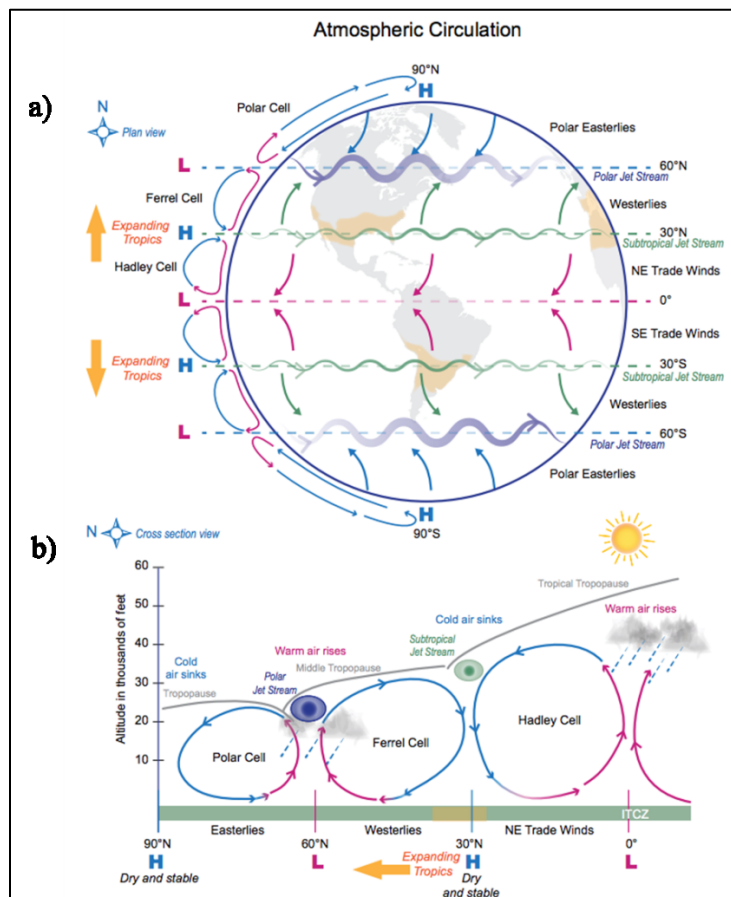 Atmospheric Circulation
a)
N
Plan view
90°N
H
Polar Cell
Polar Easterlies
L
60°N
Polar Jet Stream
Ferrel Cell
Westerlies
Expanding
Tropics
H
30°N
Subtropical Jet Stream
Hadley Cell
NE Trade Winds
L
0°
SE Trade Winds
Expanding
Tropics
H
30°S
Subtropical Jet Stream
Westerlies
L
60°S
Polar Jet Stream
Polar Easterlies
H
90°S
b)
N
Cross section view
Altitude in thousands of feet
60
50
40
30
20
10
Tropical Tropopause
Cold air sinks
Warm air rises
Subtropical
Jet Stream
Warm air rises
Middle Tropopause
Cold
air sinks
Tropopause
Polar
Jet Stream
Polar Cell
Ferrel Cell
Hadley Cell
ITCZ
90°N
Easterlies
60°N
Westerlies
30°N
NE Trade Winds
0°
H
L
Expanding
Tropics
H
L
Dry and stable
Dry
and stable